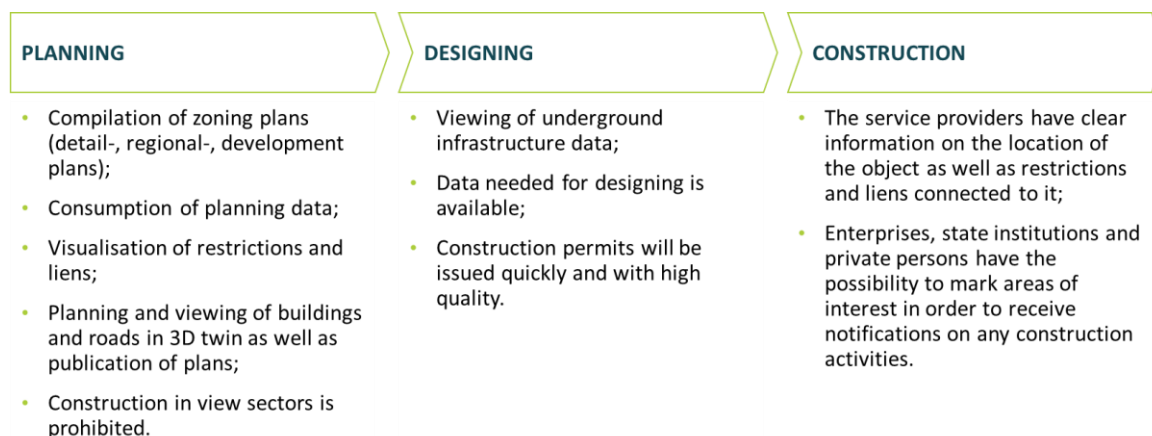 PLANNING
• Compilation of zoning plans
(detail-, regional-, development
plans);
• Consumption of planning data;
• Visualisation of restrictions and
liens;
• Planning and viewing of buildings
and roads in 3D twin as well as
publication of plans;
• Construction in view sectors is
prohibited.
DESIGNING
• Viewing of underground
infrastructure data;
• Data needed for designing is
available;
• Construction permits will be
issued quickly and with high
quality.
CONSTRUCTION
• The service providers have clear
information on the location of
the object as well as restrictions
and liens connected to it;
• Enterprises, state institutions and
private persons have the
possibility to mark areas of
interest in order to receive
notifications on any construction
activities.